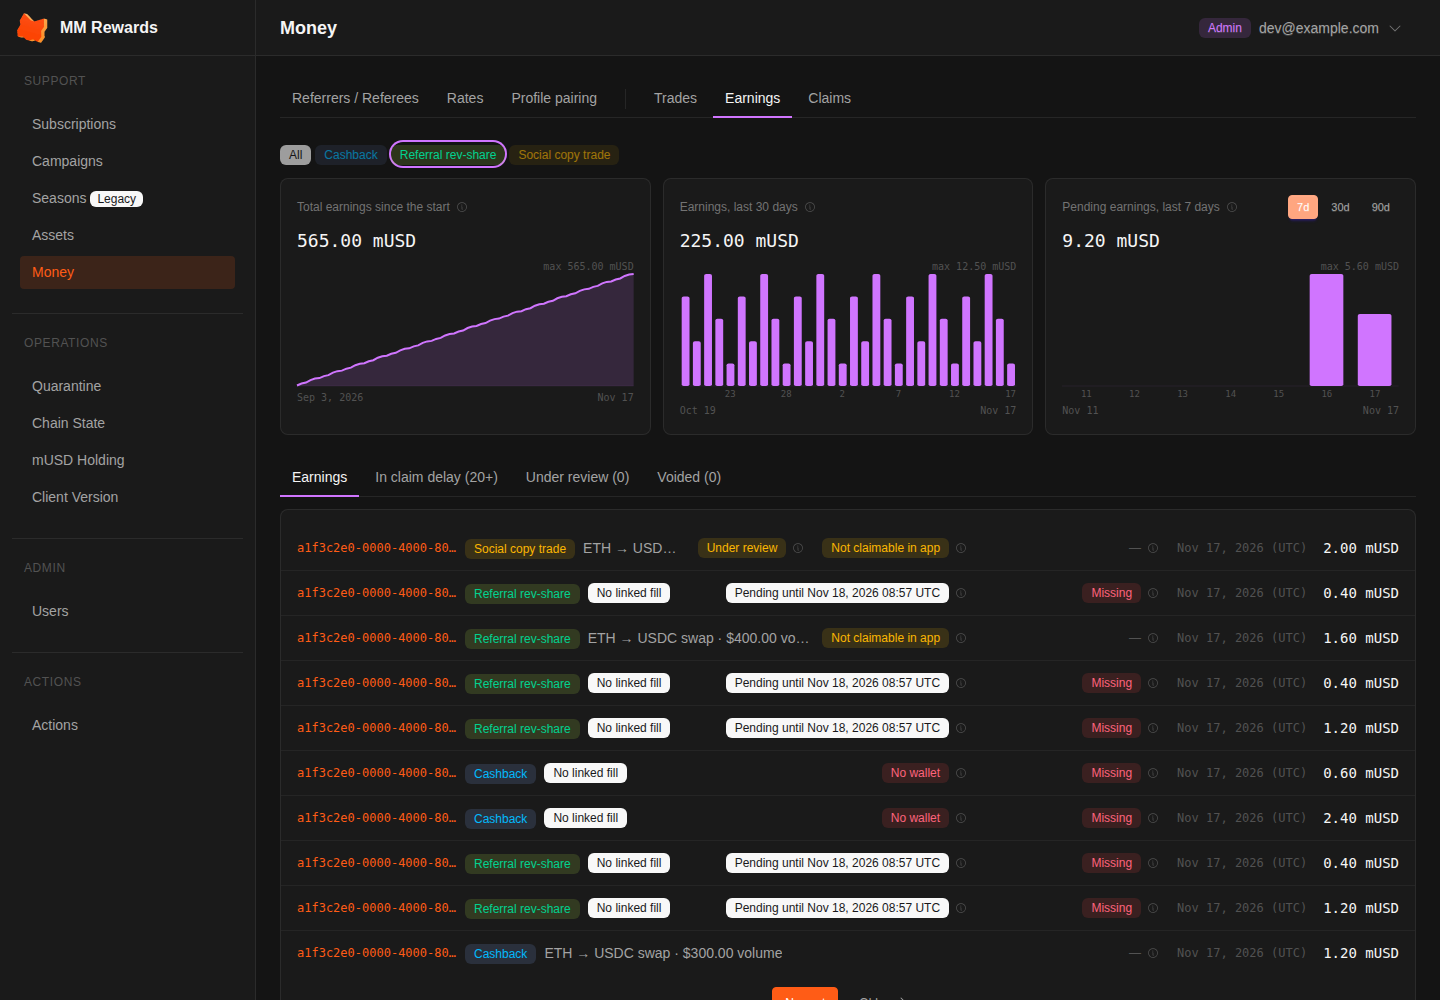 MM Rewards
Money
Admin dev@example.com
SUPPORT
Subscriptions
Campaigns
Seasons Legacy
Assets
Money
OPERATIONS
Quarantine
Chain State
mUSD Holding
Client Version
ADMIN
Users
ACTIONS
Actions
Referrers / Referees Rates Profile pairing Trades Earnings Claims
All Cashback Referral rev-share Social copy trade
Total earnings since the start
565.00 mUSD
max 565.00 mUSD
Sep 3, 2026 Nov 17
Earnings, last 30 days
225.00 mUSD
max 12.50 mUSD
23 28 2 7 12 17
Oct 19 Nov 17
Pending earnings, last 7 days 7d 30d 90d
9.20 mUSD
max 5.60 mUSD
11 12 13 14 15 16 17
Nov 11 Nov 17
Earnings In claim delay (20+) Under review (0) Voided (0)
a1f3c2e0-0000-4000-80… Social copy trade ETH → USD… Under review Not claimable in app — Nov 17, 2026 (UTC) 2.00 mUSD
a1f3c2e0-0000-4000-80… Referral rev-share No linked fill Pending until Nov 18, 2026 08:57 UTC Missing Nov 17, 2026 (UTC) 0.40 mUSD
a1f3c2e0-0000-4000-80… Referral rev-share ETH → USDC swap · $400.00 vo… Not claimable in app — Nov 17, 2026 (UTC) 1.60 mUSD
a1f3c2e0-0000-4000-80… Referral rev-share No linked fill Pending until Nov 18, 2026 08:57 UTC Missing Nov 17, 2026 (UTC) 0.40 mUSD
a1f3c2e0-0000-4000-80… Referral rev-share No linked fill Pending until Nov 18, 2026 08:57 UTC Missing Nov 17, 2026 (UTC) 1.20 mUSD
a1f3c2e0-0000-4000-80… Cashback No linked fill No wallet Missing Nov 17, 2026 (UTC) 0.60 mUSD
a1f3c2e0-0000-4000-80… Cashback No linked fill No wallet Missing Nov 17, 2026 (UTC) 2.40 mUSD
a1f3c2e0-0000-4000-80… Referral rev-share No linked fill Pending until Nov 18, 2026 08:57 UTC Missing Nov 17, 2026 (UTC) 0.40 mUSD
a1f3c2e0-0000-4000-80… Referral rev-share No linked fill Pending until Nov 18, 2026 08:57 UTC Missing Nov 17, 2026 (UTC) 1.20 mUSD
a1f3c2e0-0000-4000-80… Cashback ETH → USDC swap · $300.00 volume — Nov 17, 2026 (UTC) 1.20 mUSD